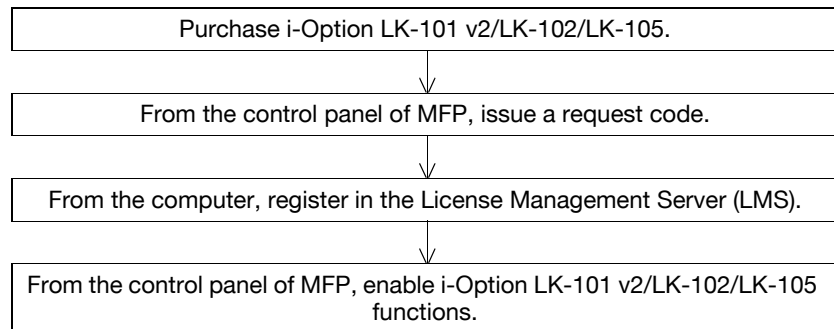 Purchase i-Option LK-101 v2/LK-102/LK-105.
From the control panel of MFP, issue a request code.
From the computer, register in the License Management Server (LMS).
From the control panel of MFP, enable i-Option LK-101 v2/LK-102/LK-105
functions.